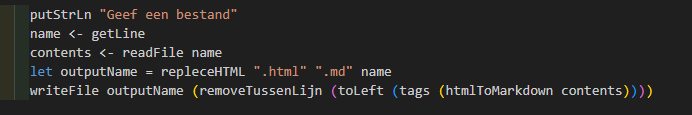 putStrLn "Geef een bestand"
name <- getLine
contents <- readFile name
let outputName = repleceHTML ".html" ".md" name
writeFile outputName (removeTussenLijn (toLeft (tags (htmlToMarkdown contents))))